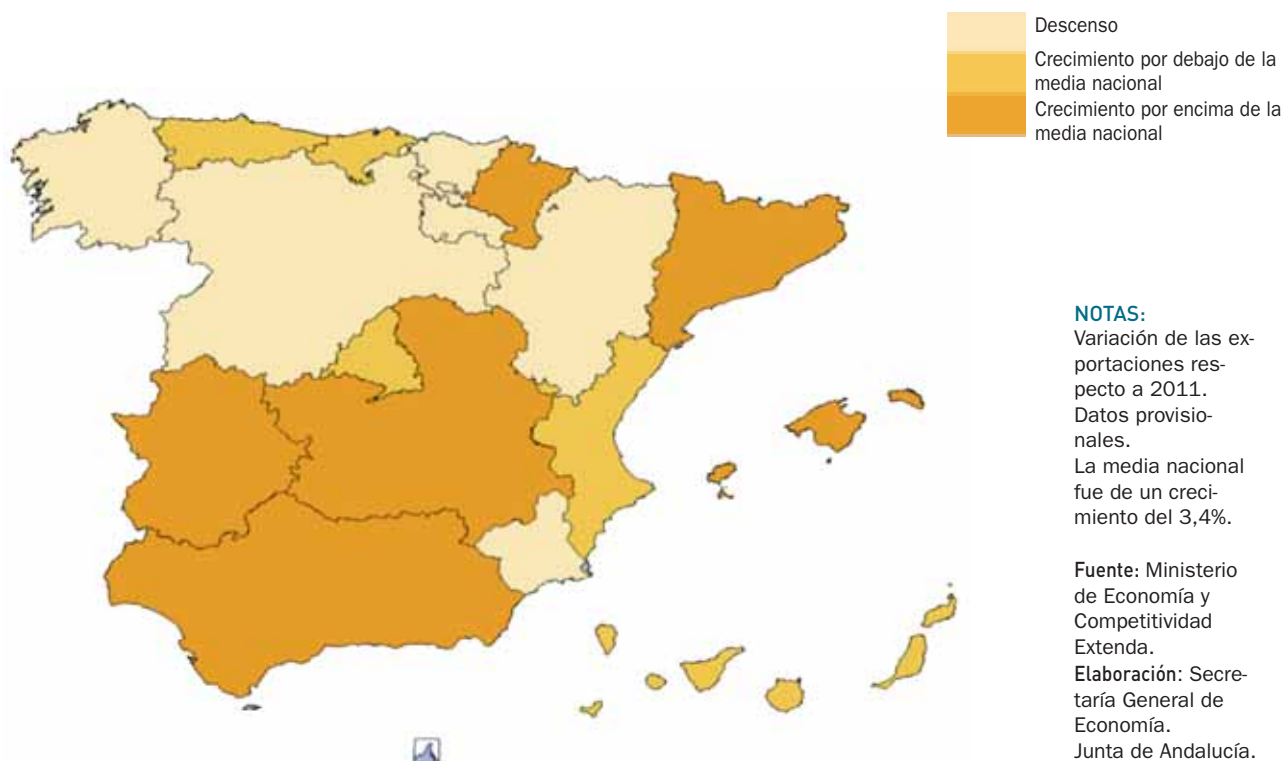 Descenso
Crecimiento por debajo de la
media nacional
Crecimiento por encima de la
media nacional
NOTAS:
Variación de las ex-
portaciones res-
pecto a 2011.
Datos provisio-
nales.
La media nacional
fue de un creci-
miento del 3,4%.
Fuente: Ministerio
de Economía y
Competitividad
Extenda.
Elaboración: Secre-
taría General de
Economía.
Junta de Andalucía.